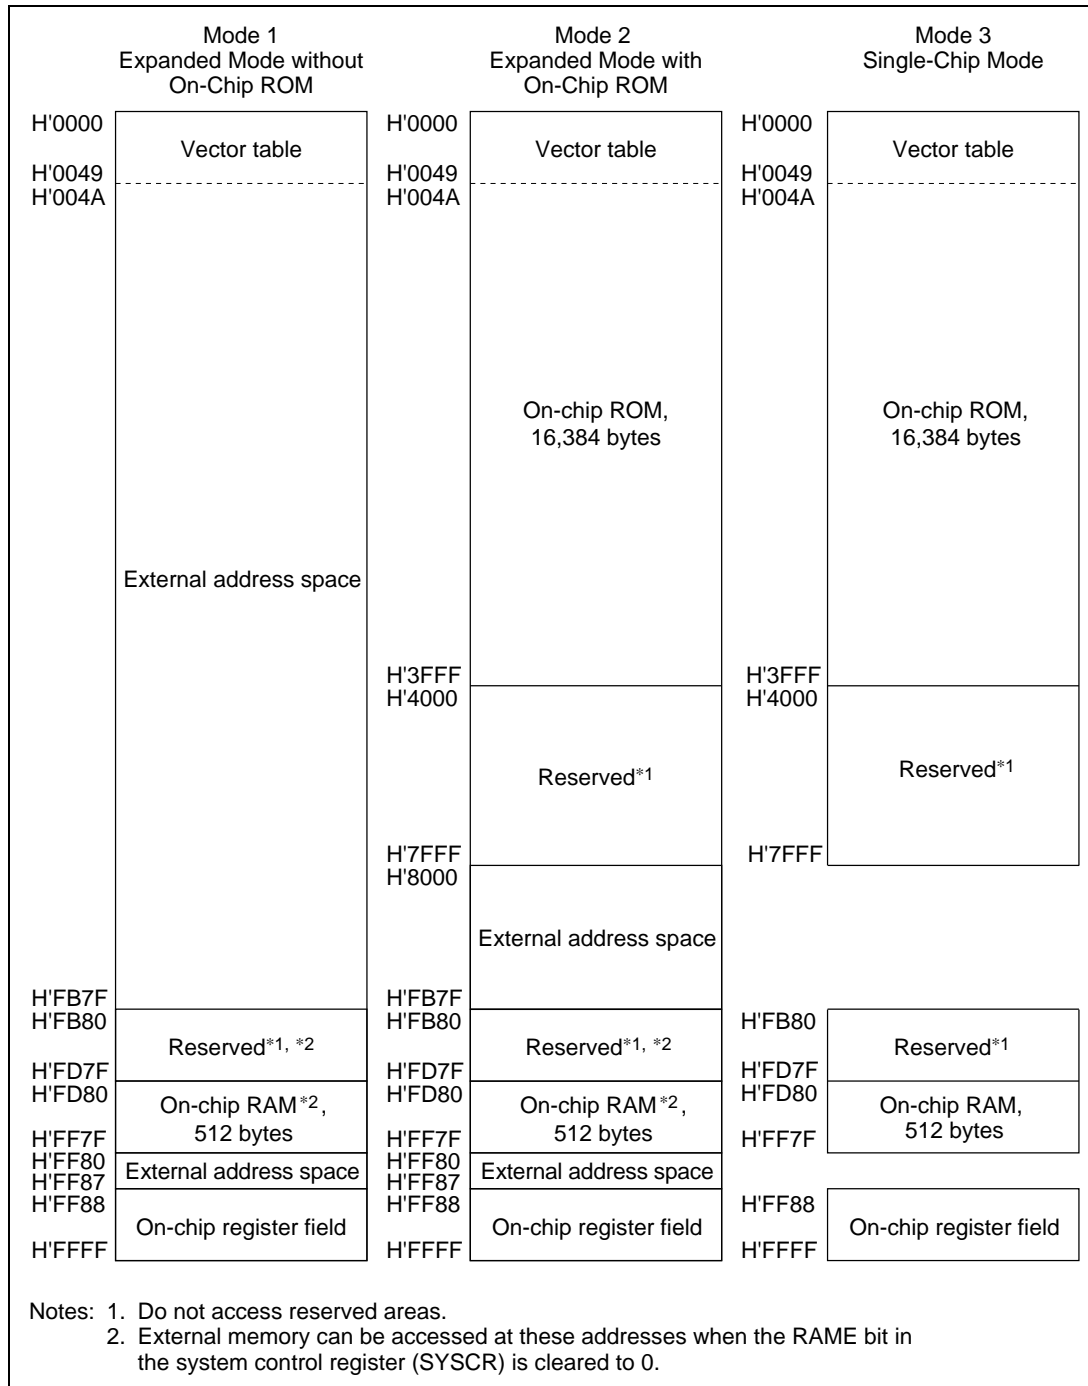 Mode 1
Expanded Mode without
On-Chip ROM
H'0000
Vector table
H'0049
H'004A
External address space
H'FB7F
H'FB80
Reserved*1, *2
H'FD7F
H'FD80
On-chip RAM*2,
512 bytes
H'FF7F
H'FF80
External address space
H'FF87
H'FF88
On-chip register field
H'FFFF
Mode 2
Expanded Mode with
On-Chip ROM
H'0000
Vector table
H'0049
H'004A
On-chip ROM,
16,384 bytes
H'3FFF
H'4000
Reserved*1
H'7FFF
H'8000
External address space
H'FB7F
H'FB80
Reserved*1, *2
H'FD7F
H'FD80
On-chip RAM*2,
512 bytes
H'FF7F
H'FF80
External address space
H'FF87
H'FF88
On-chip register field
H'FFFF
Mode 3
Single-Chip Mode
H'0000
Vector table
H'0049
H'004A
On-chip ROM,
16,384 bytes
H'3FFF
H'4000
Reserved*1
H'7FFF
H'FB80
Reserved*1
H'FD7F
H'FD80
On-chip RAM,
512 bytes
H'FF7F
H'FF88
On-chip register field
H'FFFF
Notes: 1. Do not access reserved areas.
2. External memory can be accessed at these addresses when the RAME bit in
the system control register (SYSCR) is cleared to 0.